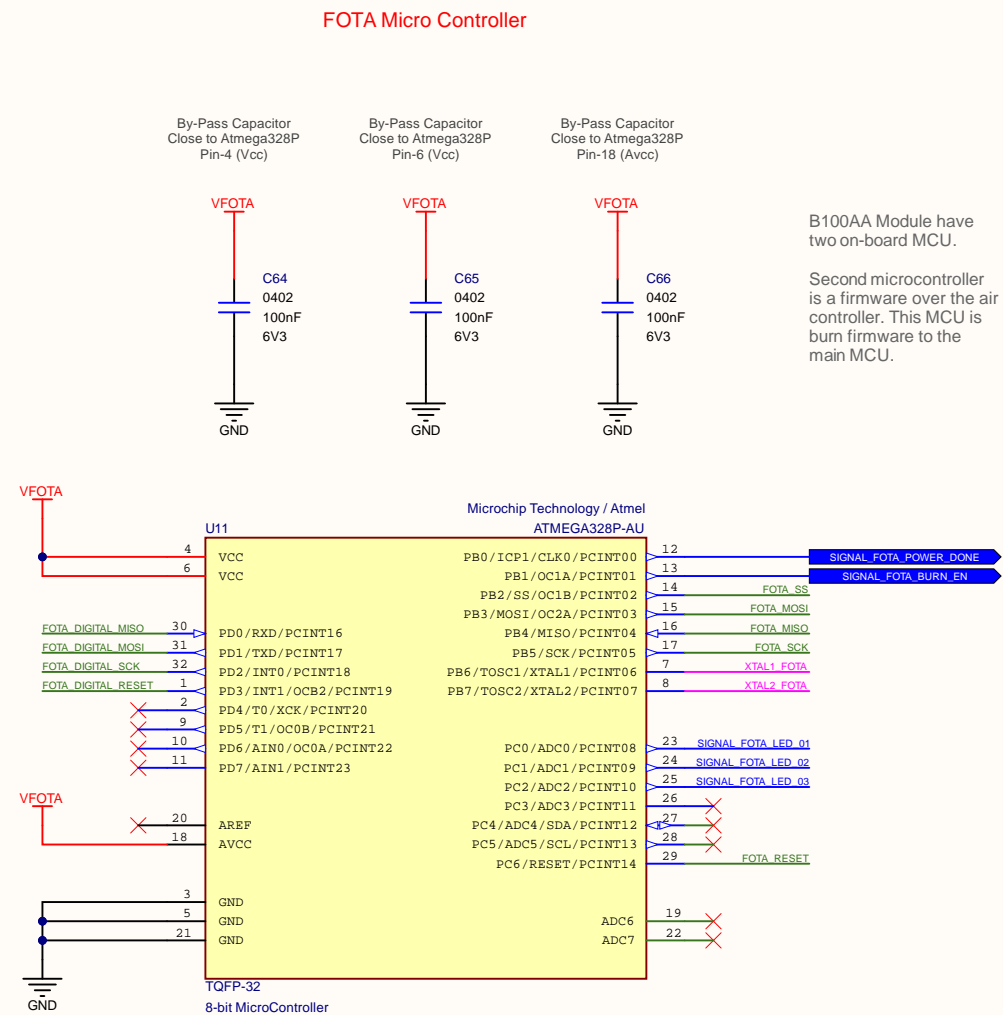 FOTA Micro Controller
By-Pass Capacitor
Close to Atmega328P
Pin-4 (Vcc)
By-Pass Capacitor
Close to Atmega328P
Pin-6 (Vcc)
By-Pass Capacitor
Close to Atmega328P
Pin-18 (Avcc)
VFOTA
C64
0402
100nF
6V3
GND
VFOTA
C65
0402
100nF
6V3
GND
VFOTA
C66
0402
100nF
6V3
GND
B100AA Module have
two on-board MCU.
Second microcontroller
is a firmware over the air
controller. This MCU is
burn firmware to the
main MCU.
VFOTA
Microchip Technology / Atmel
U11
ATMEGA328P-AU
4 VCC
6 VCC
FOTA_DIGITAL_MISO 30 PD0/RXD/PCINT16
FOTA_DIGITAL_MOSI 31 PD1/TXD/PCINT17
FOTA_DIGITAL_SCK 32 PD2/INT0/PCINT18
FOTA_DIGITAL_RESET 1 PD3/INT1/OCB2/PCINT19
2 PD4/T0/XCK/PCINT20
9 PD5/T1/OC0B/PCINT21
10 PD6/AIN0/OC0A/PCINT22
11 PD7/AIN1/PCINT23
VFOTA
20 AREF
18 AVCC
3 GND
5 GND
21 GND
GND
PB0/ICP1/CLK0/PCINT00 12 SIGNAL_FOTA_POWER_DONE
PB1/OC1A/PCINT01 13 SIGNAL_FOTA_BURN_EN
PB2/SS/OC1B/PCINT02 14 FOTA_SS
PB3/MOSI/OC2A/PCINT03 15 FOTA_MOSI
PB4/MISO/PCINT04 16 FOTA_MISO
PB5/SCK/PCINT05 17 FOTA_SCK
PB6/TOSC1/XTAL1/PCINT06 7 XTAL1_FOTA
PB7/TOSC2/XTAL2/PCINT07 8 XTAL2_FOTA
PC0/ADC0/PCINT08 23 SIGNAL_FOTA_LED_01
PC1/ADC1/PCINT09 24 SIGNAL_FOTA_LED_02
PC2/ADC2/PCINT10 25 SIGNAL_FOTA_LED_03
PC3/ADC3/PCINT11 26
PC4/ADC4/SDA/PCINT12 27
PC5/ADC5/SCL/PCINT13 28
PC6/RESET/PCINT14 29 FOTA_RESET
ADC6 19
ADC7 22
TQFP-32
8-bit MicroController